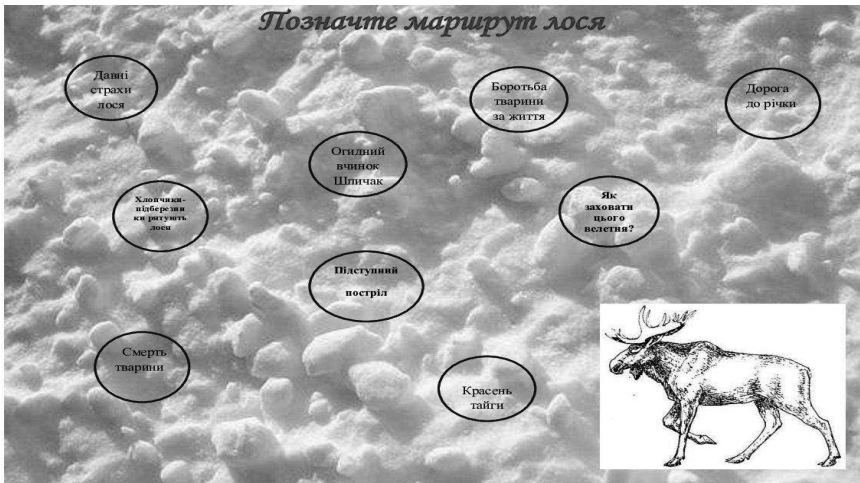 Позначте маршрут лося
Давні
страхи
лося
Боротьба
тварини
за життя
Дорога
до річки
Огидний
вчинок
Шпичак
Хлопчики-
підберезни
ки рятують
лося
Як
заховати
цього
велетня?
Підступний
постріл
Смерть
тварини
Красень
тайги